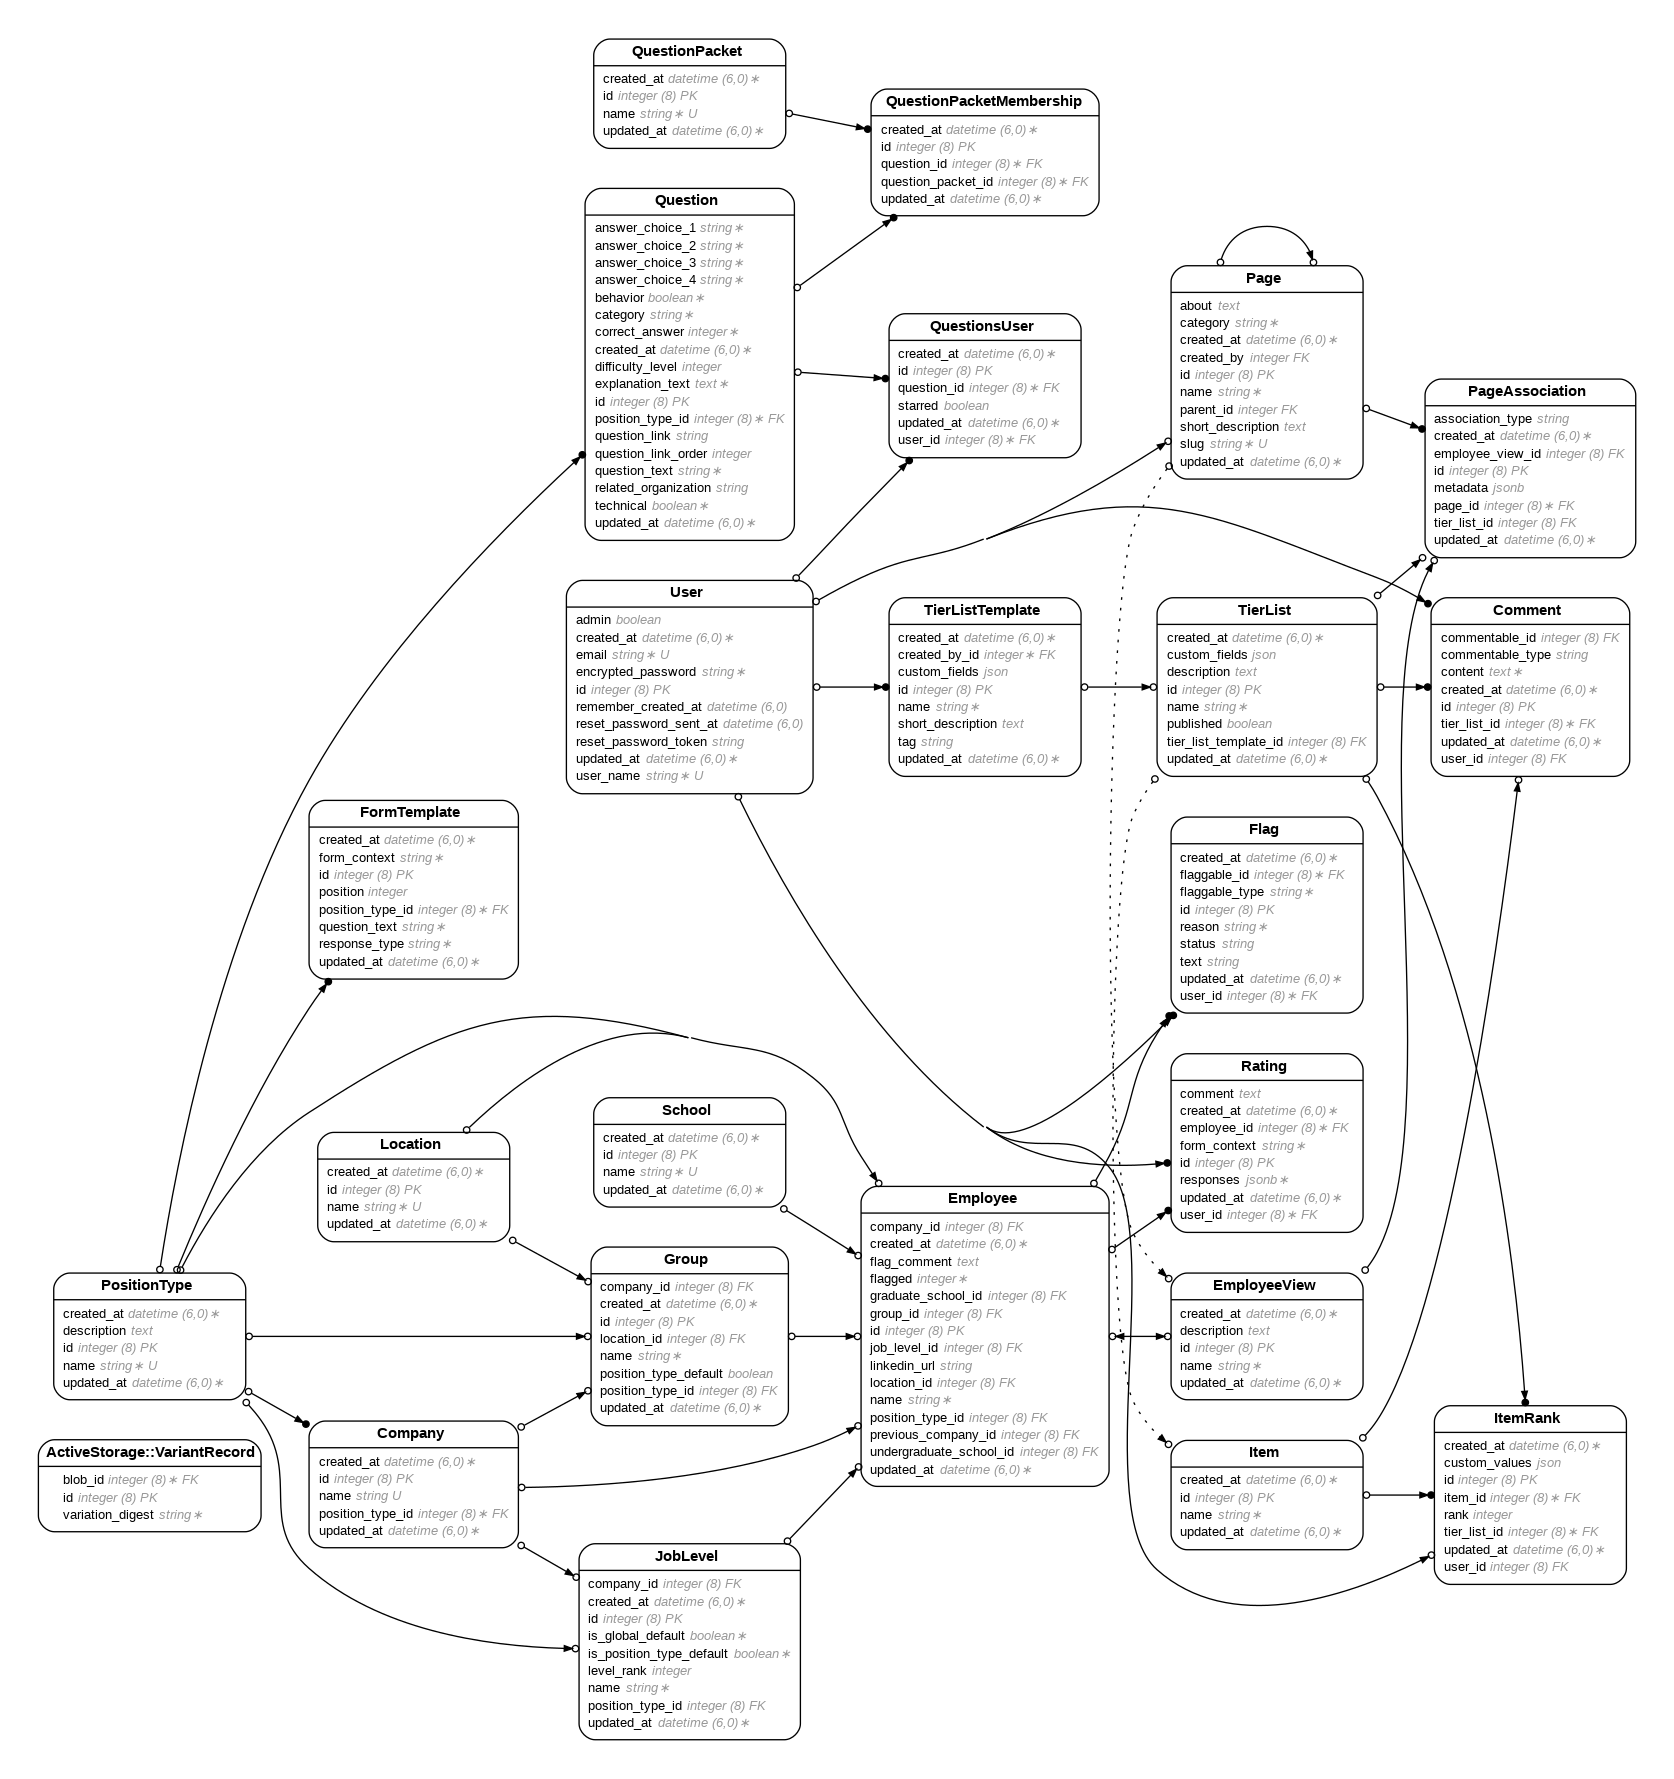 QuestionPacket
created_at datetime (6,0)∗
id integer (8) PK
name string∗ U
updated_at datetime (6,0)∗
QuestionPacketMembership
created_at datetime (6,0)∗
id integer (8) PK
question_id integer (8)∗ FK
question_packet_id integer (8)∗ FK
updated_at datetime (6,0)∗
Question
answer_choice_1 string∗
answer_choice_2 string∗
answer_choice_3 string∗
answer_choice_4 string∗
behavior boolean∗
category string∗
correct_answer integer∗
created_at datetime (6,0)∗
difficulty_level integer
explanation_text text∗
id integer (8) PK
position_type_id integer (8)∗ FK
question_link string
question_link_order integer
question_text string∗
related_organization string
technical boolean∗
updated_at datetime (6,0)∗
QuestionsUser
created_at datetime (6,0)∗
id integer (8) PK
question_id integer (8)∗ FK
starred boolean
updated_at datetime (6,0)∗
user_id integer (8)∗ FK
Page
about text
category string∗
created_at datetime (6,0)∗
created_by integer FK
id integer (8) PK
name string∗
parent_id integer FK
short_description text
slug string∗ U
updated_at datetime (6,0)∗
PageAssociation
association_type string
created_at datetime (6,0)∗
employee_view_id integer (8) FK
id integer (8) PK
metadata jsonb
page_id integer (8)∗ FK
tier_list_id integer (8) FK
updated_at datetime (6,0)∗
User
admin boolean
created_at datetime (6,0)∗
email string∗ U
encrypted_password string∗
id integer (8) PK
remember_created_at datetime (6,0)
reset_password_sent_at datetime (6,0)
reset_password_token string
updated_at datetime (6,0)∗
user_name string∗ U
TierListTemplate
created_at datetime (6,0)∗
created_by_id integer∗ FK
custom_fields json
id integer (8) PK
name string∗
short_description text
tag string
updated_at datetime (6,0)∗
TierList
created_at datetime (6,0)∗
custom_fields json
description text
id integer (8) PK
name string∗
published boolean
tier_list_template_id integer (8) FK
updated_at datetime (6,0)∗
Comment
commentable_id integer (8) FK
commentable_type string
content text∗
created_at datetime (6,0)∗
id integer (8) PK
tier_list_id integer (8)∗ FK
updated_at datetime (6,0)∗
user_id integer (8) FK
FormTemplate
created_at datetime (6,0)∗
form_context string∗
id integer (8) PK
position integer
position_type_id integer (8)∗ FK
question_text string∗
response_type string∗
updated_at datetime (6,0)∗
Flag
created_at datetime (6,0)∗
flaggable_id integer (8)∗ FK
flaggable_type string∗
id integer (8) PK
reason string∗
status string
text string
updated_at datetime (6,0)∗
user_id integer (8)∗ FK
Rating
comment text
created_at datetime (6,0)∗
employee_id integer (8)∗ FK
form_context string∗
id integer (8) PK
responses jsonb∗
updated_at datetime (6,0)∗
user_id integer (8)∗ FK
Location
created_at datetime (6,0)∗
id integer (8) PK
name string∗ U
updated_at datetime (6,0)∗
School
created_at datetime (6,0)∗
id integer (8) PK
name string∗ U
updated_at datetime (6,0)∗
Employee
company_id integer (8) FK
created_at datetime (6,0)∗
flag_comment text
flagged integer∗
graduate_school_id integer (8) FK
group_id integer (8) FK
id integer (8) PK
job_level_id integer (8) FK
linkedin_url string
location_id integer (8) FK
name string∗
position_type_id integer (8) FK
previous_company_id integer (8) FK
undergraduate_school_id integer (8) FK
updated_at datetime (6,0)∗
Group
company_id integer (8) FK
created_at datetime (6,0)∗
id integer (8) PK
location_id integer (8) FK
name string∗
position_type_default boolean
position_type_id integer (8) FK
updated_at datetime (6,0)∗
PositionType
created_at datetime (6,0)∗
description text
id integer (8) PK
name string∗ U
updated_at datetime (6,0)∗
EmployeeView
created_at datetime (6,0)∗
description text
id integer (8) PK
name string∗
updated_at datetime (6,0)∗
Company
created_at datetime (6,0)∗
id integer (8) PK
name string U
position_type_id integer (8)∗ FK
updated_at datetime (6,0)∗
ActiveStorage::VariantRecord
blob_id integer (8)∗ FK
id integer (8) PK
variation_digest string∗
Item
created_at datetime (6,0)∗
id integer (8) PK
name string∗
updated_at datetime (6,0)∗
ItemRank
created_at datetime (6,0)∗
custom_values json
id integer (8) PK
item_id integer (8)∗ FK
rank integer
tier_list_id integer (8)∗ FK
updated_at datetime (6,0)∗
user_id integer (8) FK
JobLevel
company_id integer (8) FK
created_at datetime (6,0)∗
id integer (8) PK
is_global_default boolean∗
is_position_type_default boolean∗
level_rank integer
name string∗
position_type_id integer (8) FK
updated_at datetime (6,0)∗